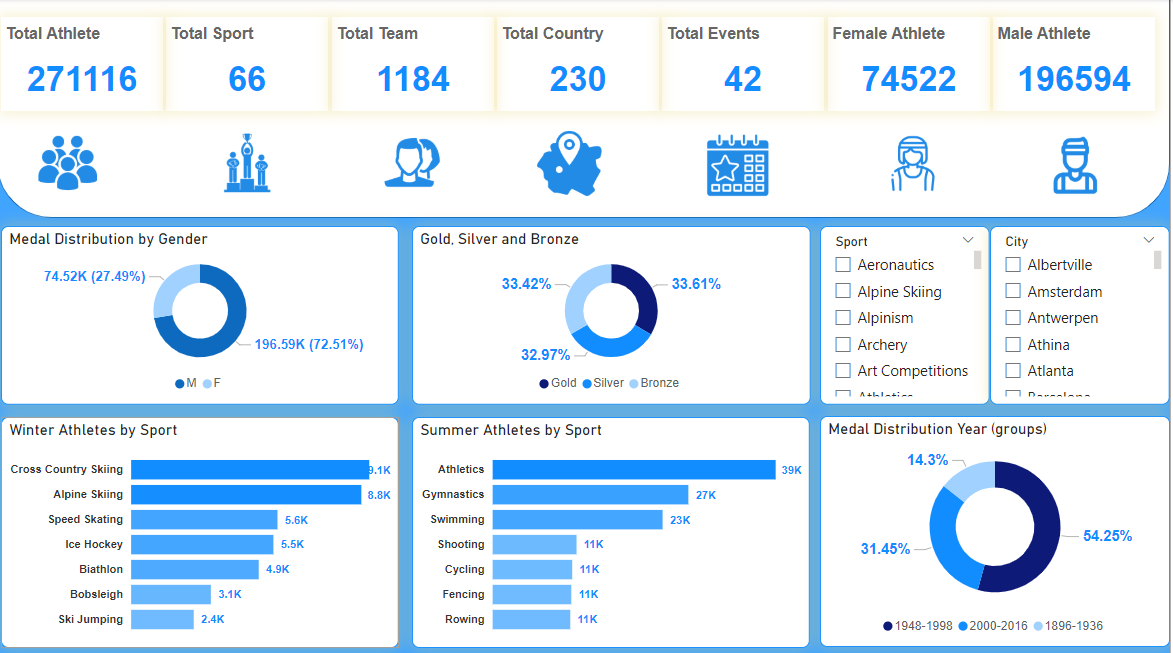 Total Athlete
271116
Total Sport
66
Total Team
1184
Total Country
230
Total Events
42
Female Athlete
74522
Male Athlete
196594
Medal Distribution by Gender
74.52K (27.49%)
196.59K (72.51%)
M F
Gold, Silver and Bronze
33.42%
33.61%
32.97%
Gold Silver Bronze
Sport
Aeronautics
Alpine Skiing
Alpinism
Archery
Art Competitions
Athletics
City
Albertville
Amsterdam
Antwerpen
Athina
Atlanta
Barcelona
Winter Athletes by Sport
Cross Country Skiing 9.1K
Alpine Skiing 8.8K
Speed Skating 5.6K
Ice Hockey 5.5K
Biathlon 4.9K
Bobsleigh 3.1K
Ski Jumping 2.4K
Summer Athletes by Sport
Athletics 39K
Gymnastics 27K
Swimming 23K
Shooting 11K
Cycling 11K
Fencing 11K
Rowing 11K
Medal Distribution Year (groups)
14.3%
31.45%
54.25%
1948-1998 2000-2016 1896-1936